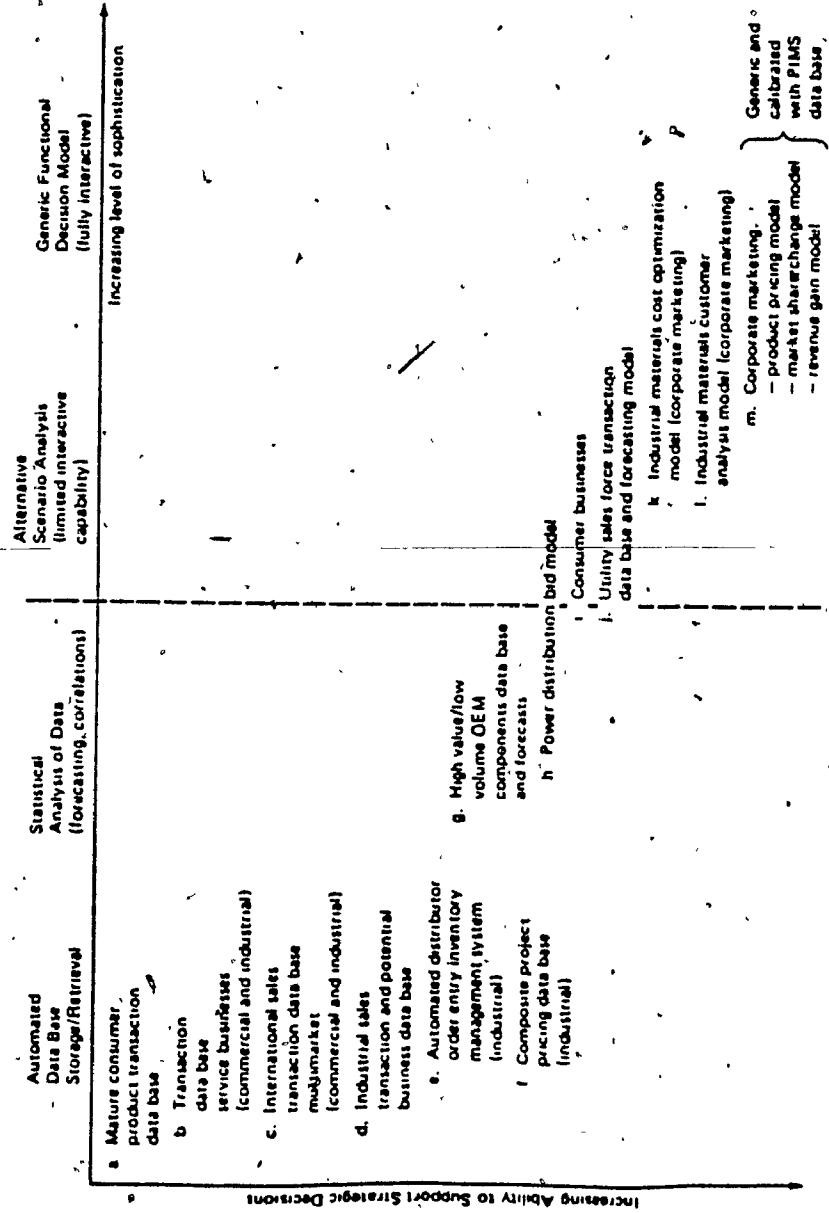 Automated
Data Base
Storage/Retrieval
Statistical
Analysis of Data
(forecasting, correlations)
Alternative
Scenario Analysis
(limited interactive
capability)
Generic Functional
Decision Model
(fully interactive)
Increasing level of sophistication
Increasing Ability to Support Strategic Decisions
a Mature consumer
product transaction
data base
b Transaction
data base
service businesses
(commercial and industrial)
c. International sales
transaction data base
multimarket
(commercial and industrial)
d. Industrial sales
transaction and potential
business data base
e. Automated distributor
order entry inventory
management system
(industrial)
f Composite project
pricing data base
(industrial)
g. High value/low
volume OEM
components data base
and forecasts
h Power distribution bid model
i Consumer businesses
j. Utility sales force transaction
data base and forecasting model
k Industrial materials cost optimization
model (corporate marketing)
l. Industrial materials customer
analysis model (corporate marketing)
m. Corporate marketing.
– product pricing model
– market share change model
– revenue gain model
Generic and
calibrated
with PIMS
data base